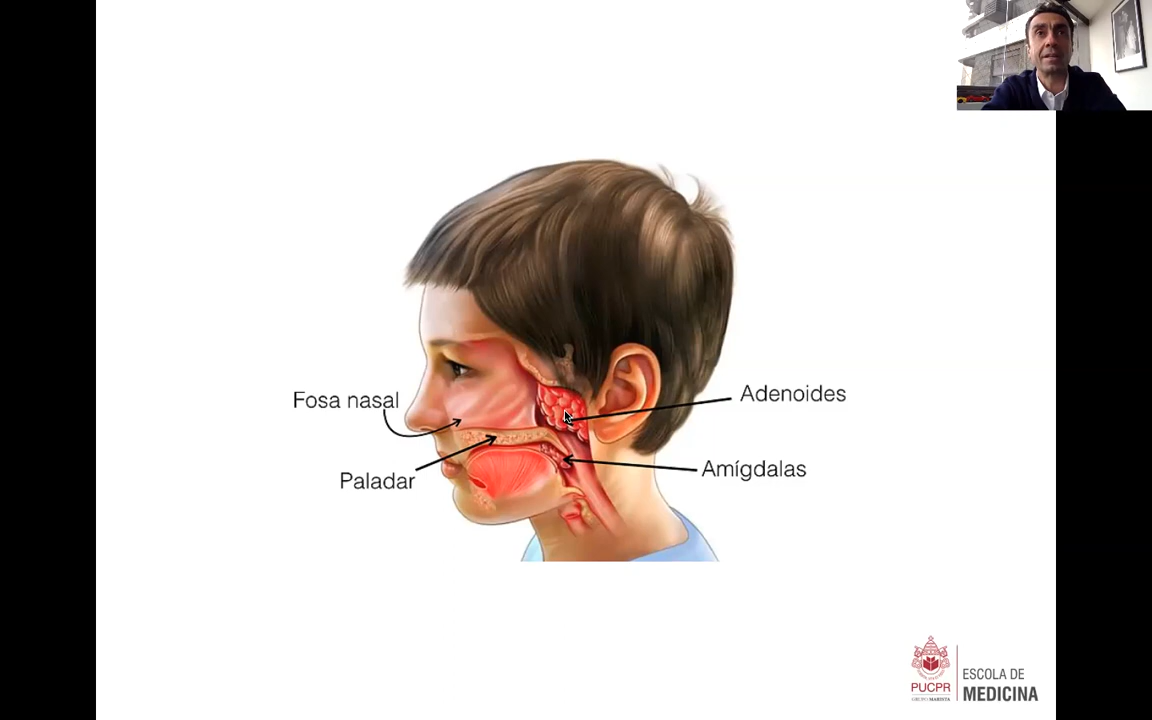 Fosa nasal
Adenoides
Paladar
Amígdalas
PUCPR
GRUPO MARISTA
ESCOLA DE
MEDICINA